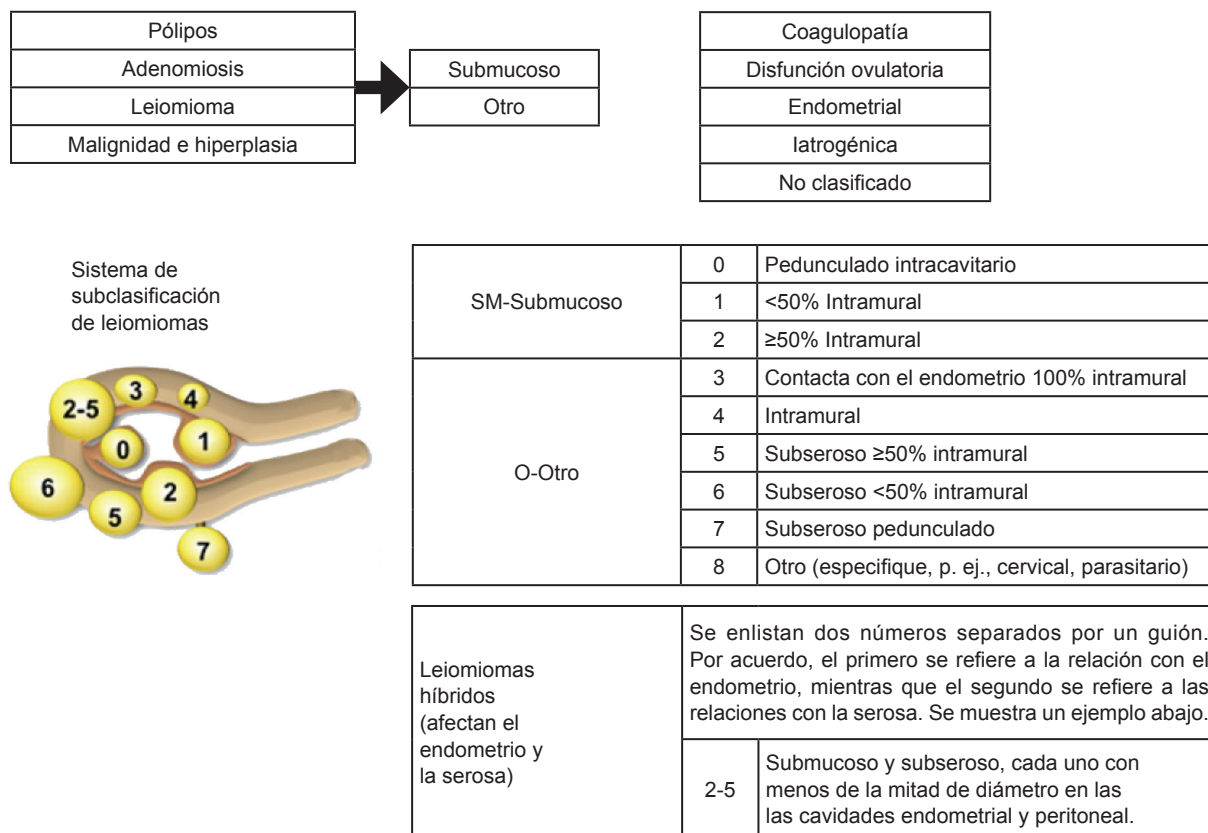 Pólipos
Adenomiosis
Leiomioma
Malignidad e hiperplasia
Submucoso
Otro
Coagulopatía
Disfunción ovulatoria
Endometrial
Iatrogénica
No clasificado
Sistema de
subclasificación
de leiomiomas
2-5
3
4
0
1
6
5
2
7
SM-Submucoso
0 Pedunculado intracavitario
1 <50% Intramural
2 ≥50% Intramural
O-Otro
3 Contacta con el endometrio 100% intramural
4 Intramural
5 Subseroso ≥50% intramural
6 Subseroso <50% intramural
7 Subseroso pedunculado
8 Otro (especifique, p. ej., cervical, parasitario)
Leiomiomas
híbridos
(afectan el
endometrio y
la serosa)
Se enlistan dos números separados por un guión.
Por acuerdo, el primero se refiere a la relación con el
endometrio, mientras que el segundo se refiere a las
relaciones con la serosa. Se muestra un ejemplo abajo.
2-5
Submucoso y subseroso, cada uno con
menos de la mitad de diámetro en las
las cavidades endometrial y peritoneal.